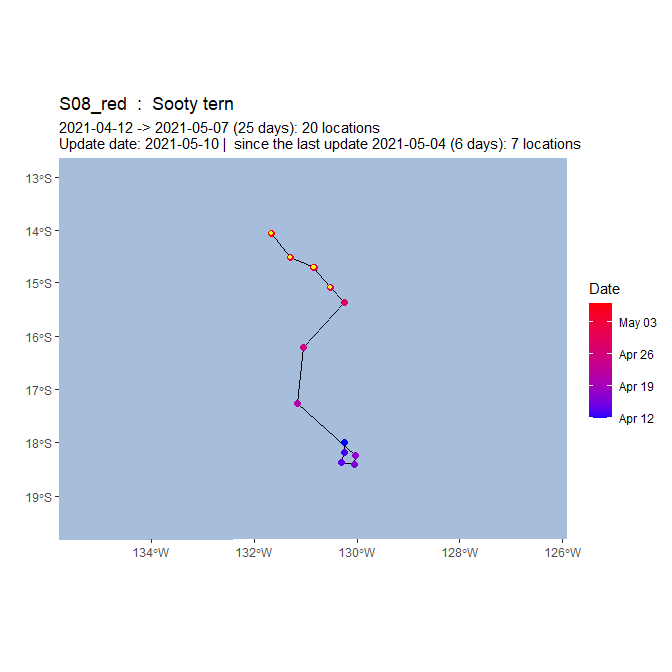 S08_red : Sooty tern
2021-04-12 -> 2021-05-07 (25 days): 20 locations
Update date: 2021-05-10 | since the last update 2021-05-04 (6 days): 7 locations
13°S
14°S
15°S
16°S
17°S
18°S
19°S
134°W
132°W
130°W
128°W
126°W
Date
May 03
Apr 26
Apr 19
Apr 12